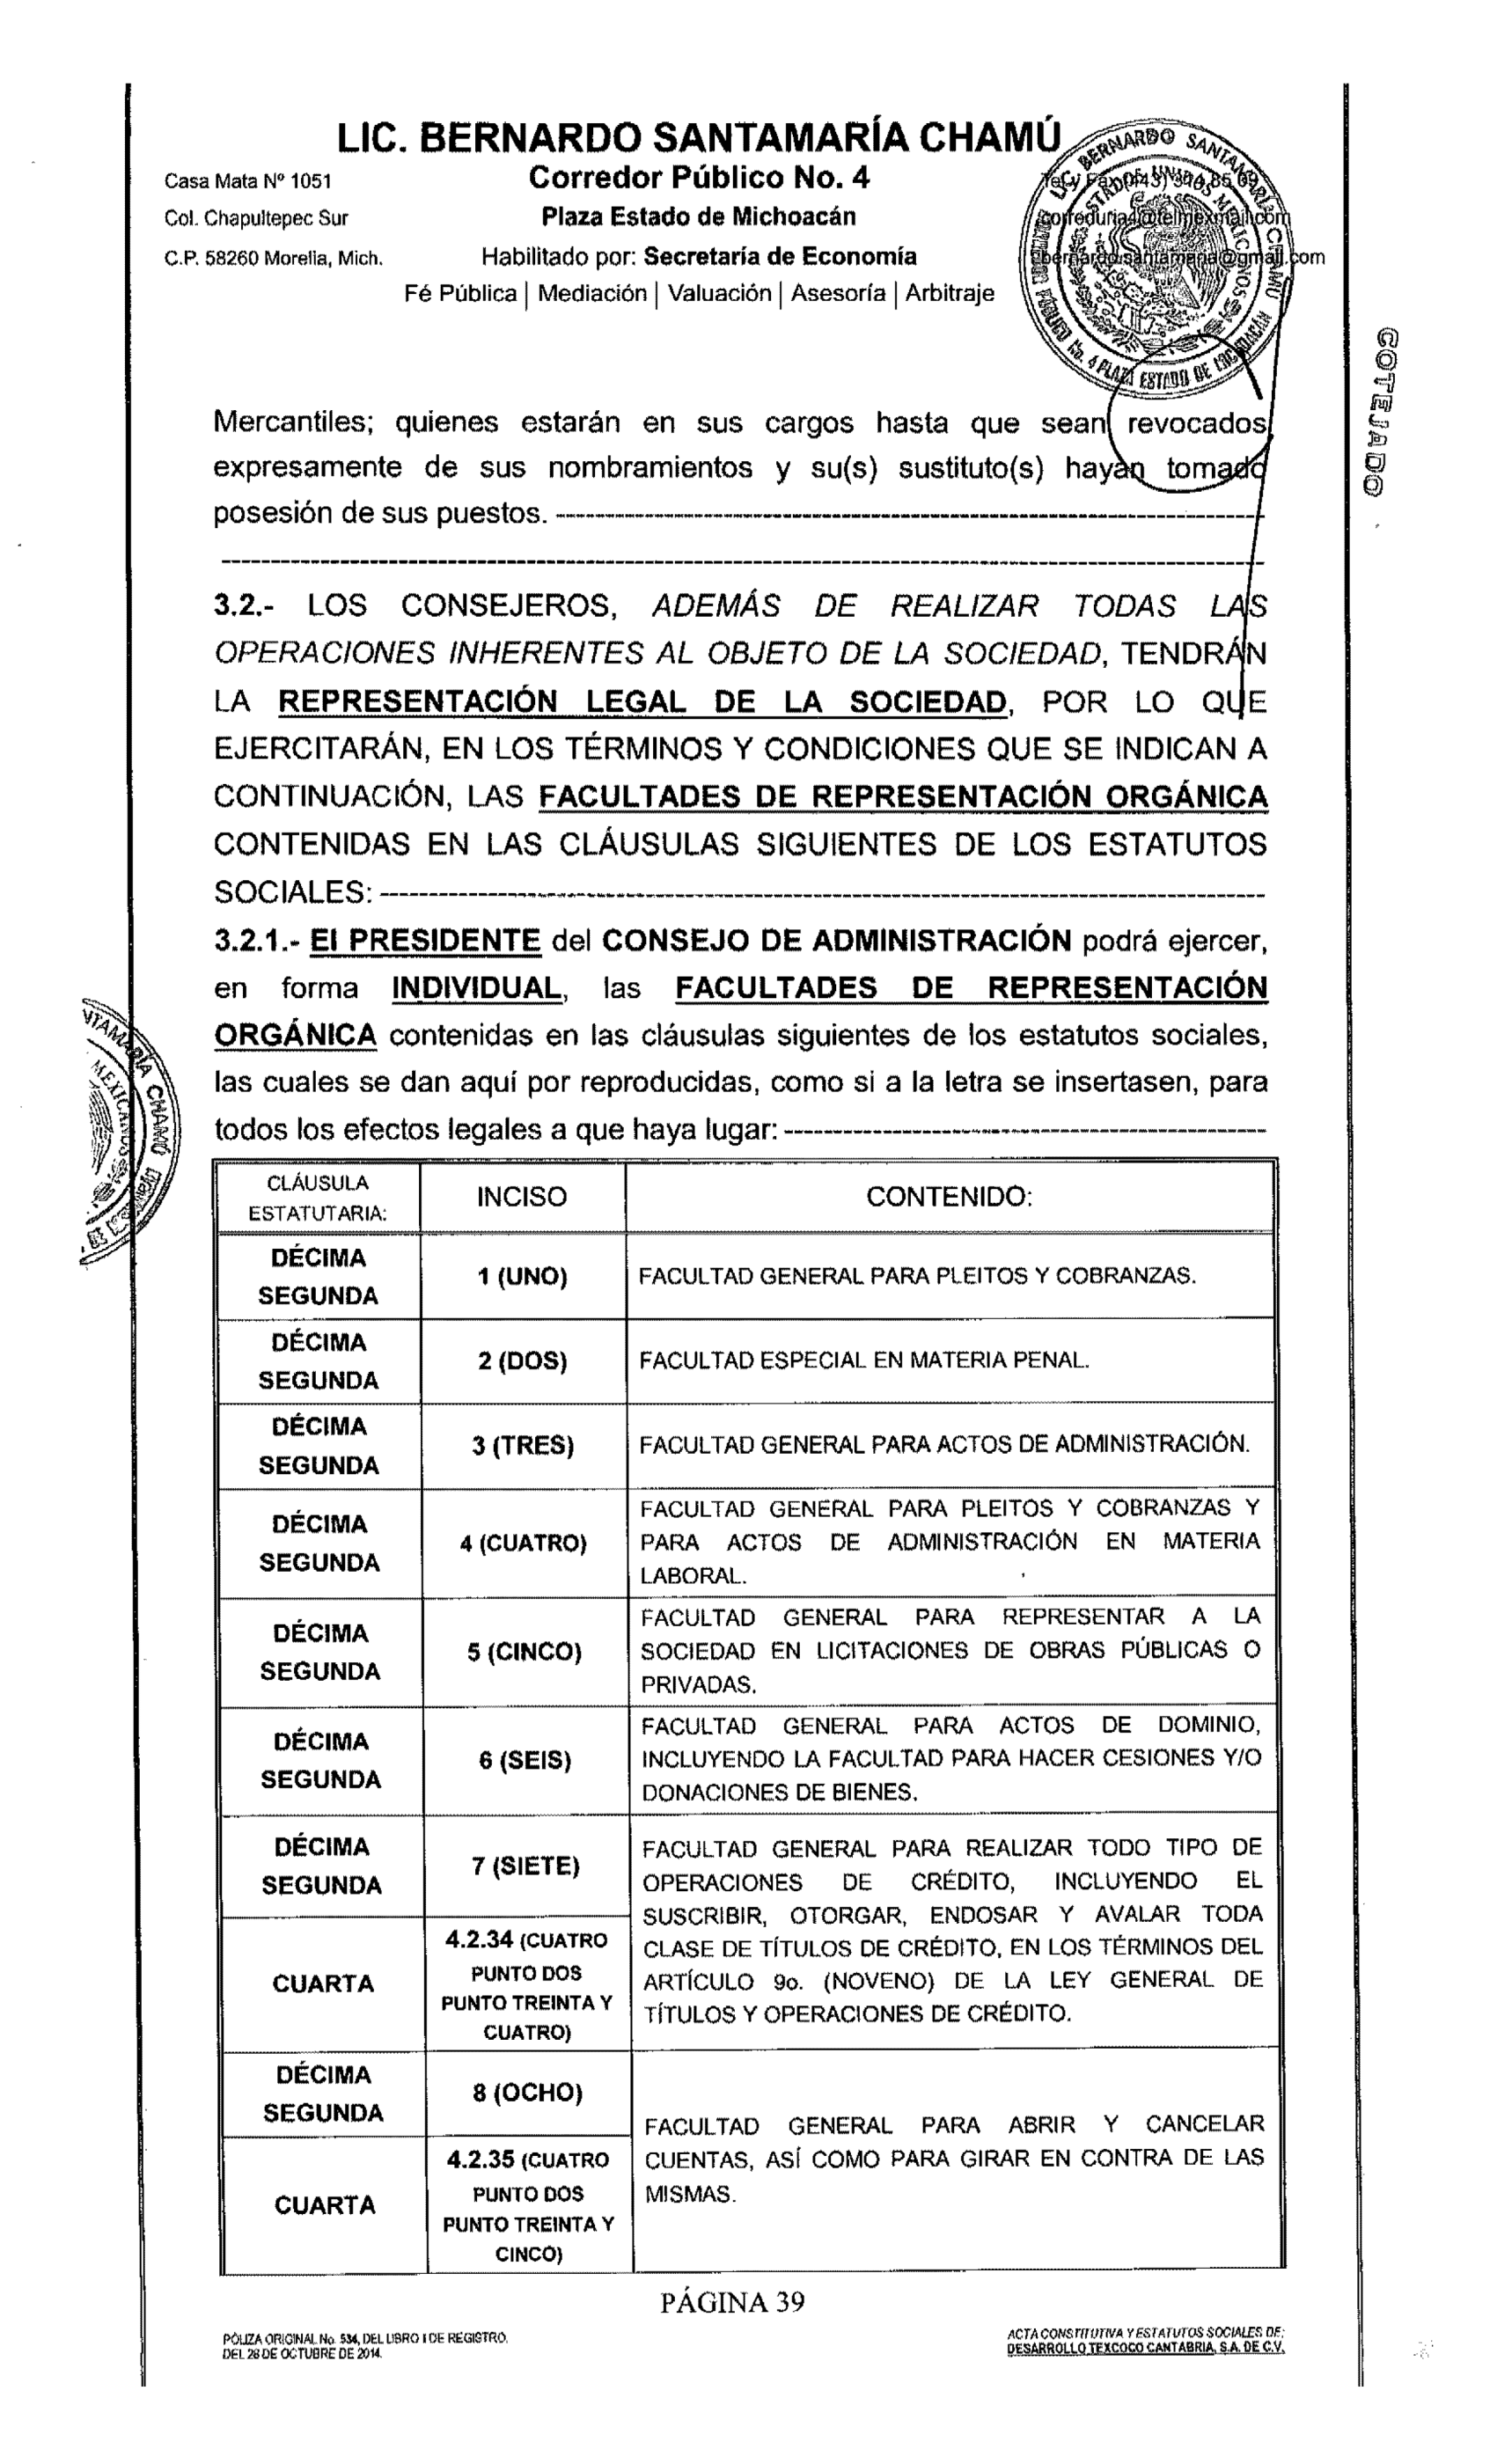 LIC. BERNARDO SANTAMARÍA CHAMÚ
Casa Mata Nº 1051
Corredor Público No. 4
Col. Chapultepec Sur
Plaza Estado de Michoacán
correduria4@telmexmail.com
C.P. 58260 Morelia, Mich.
Habilitado por: Secretaría de Economía
bernardo.santamaria@gmail.com
Fé Pública | Mediación | Valuación | Asesoría | Arbitraje
LIC. BERNARDO SANTAMARÍA CHAMÚ
ESTADOS UNIDOS MEXICANOS
PÚBLICO No. 4 PLAZA ESTADO DE MICHOACÁN
COTEJADO
Mercantiles; quienes estarán en sus cargos hasta que sean revocados
expresamente de sus nombramientos y su(s) sustituto(s) hayan tomado
posesión de sus puestos.
3.2.- LOS CONSEJEROS, ADEMÁS DE REALIZAR TODAS LAS
OPERACIONES INHERENTES AL OBJETO DE LA SOCIEDAD, TENDRÁN
LA REPRESENTACIÓN LEGAL DE LA SOCIEDAD, POR LO QUE
EJERCITARÁN, EN LOS TÉRMINOS Y CONDICIONES QUE SE INDICAN A
CONTINUACIÓN, LAS FACULTADES DE REPRESENTACIÓN ORGÁNICA
CONTENIDAS EN LAS CLÁUSULAS SIGUIENTES DE LOS ESTATUTOS
SOCIALES:
3.2.1.- El PRESIDENTE del CONSEJO DE ADMINISTRACIÓN podrá ejercer,
en forma INDIVIDUAL, las FACULTADES DE REPRESENTACIÓN
ORGÁNICA contenidas en las cláusulas siguientes de los estatutos sociales,
las cuales se dan aquí por reproducidas, como si a la letra se insertasen, para
todos los efectos legales a que haya lugar:
CLÁUSULA
ESTATUTARIA:
INCISO
CONTENIDO:
DÉCIMA
SEGUNDA
1 (UNO)
FACULTAD GENERAL PARA PLEITOS Y COBRANZAS.
DÉCIMA
SEGUNDA
2 (DOS)
FACULTAD ESPECIAL EN MATERIA PENAL.
DÉCIMA
SEGUNDA
3 (TRES)
FACULTAD GENERAL PARA ACTOS DE ADMINISTRACIÓN.
DÉCIMA
SEGUNDA
4 (CUATRO)
FACULTAD GENERAL PARA PLEITOS Y COBRANZAS Y
PARA ACTOS DE ADMINISTRACIÓN EN MATERIA
LABORAL.
DÉCIMA
SEGUNDA
5 (CINCO)
FACULTAD GENERAL PARA REPRESENTAR A LA
SOCIEDAD EN LICITACIONES DE OBRAS PÚBLICAS O
PRIVADAS.
DÉCIMA
SEGUNDA
6 (SEIS)
FACULTAD GENERAL PARA ACTOS DE DOMINIO,
INCLUYENDO LA FACULTAD PARA HACER CESIONES Y/O
DONACIONES DE BIENES.
DÉCIMA
SEGUNDA
7 (SIETE)
FACULTAD GENERAL PARA REALIZAR TODO TIPO DE
OPERACIONES DE CRÉDITO, INCLUYENDO EL
SUSCRIBIR, OTORGAR, ENDOSAR Y AVALAR TODA
CLASE DE TÍTULOS DE CRÉDITO, EN LOS TÉRMINOS DEL
ARTÍCULO 9o. (NOVENO) DE LA LEY GENERAL DE
TÍTULOS Y OPERACIONES DE CRÉDITO.
CUARTA
4.2.34 (CUATRO
PUNTO DOS
PUNTO TREINTA Y
CUATRO)
DÉCIMA
SEGUNDA
8 (OCHO)
FACULTAD GENERAL PARA ABRIR Y CANCELAR
CUENTAS, ASÍ COMO PARA GIRAR EN CONTRA DE LAS
MISMAS.
CUARTA
4.2.35 (CUATRO
PUNTO DOS
PUNTO TREINTA Y
CINCO)
PÁGINA 39
PÓLIZA ORIGINAL No. 534, DEL LIBRO I DE REGISTRO.
DEL 28 DE OCTUBRE DE 2014.
ACTA CONSTITUTIVA Y ESTATUTOS SOCIALES DE:
DESARROLLO TEXCOCO CANTABRIA, S.A. DE C.V.